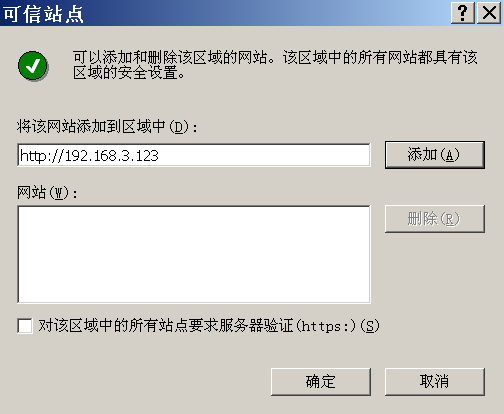 可信站点
可以添加和删除该区域的网站。该区域中的所有网站都具有该
区域的安全设置。
将该网站添加到区域中(D):
http://192.168.3.123
添加(A)
网站(W):
删除(R)
对该区域中的所有站点要求服务器验证(https:)(S)
确定
取消